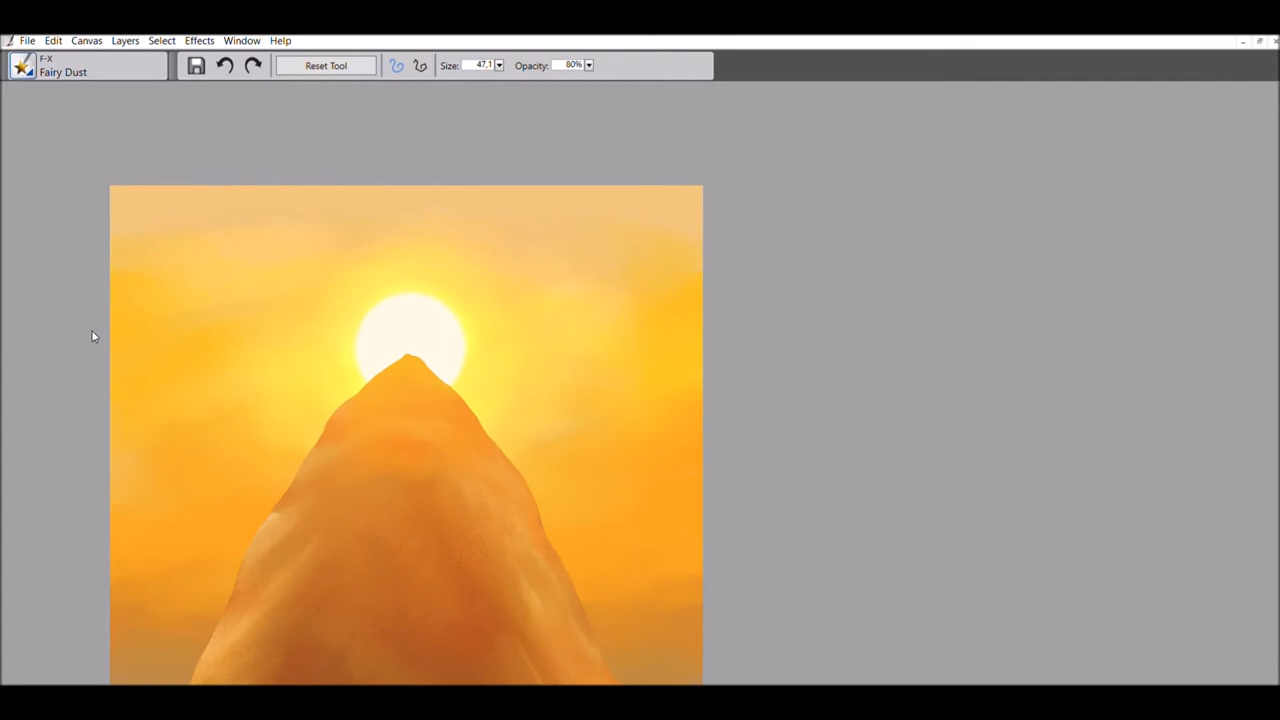 File Edit Canvas Layers Select Effects Window Help
F-X
Fairy Dust
Reset Tool Size: 47,1 Opacity: 80%